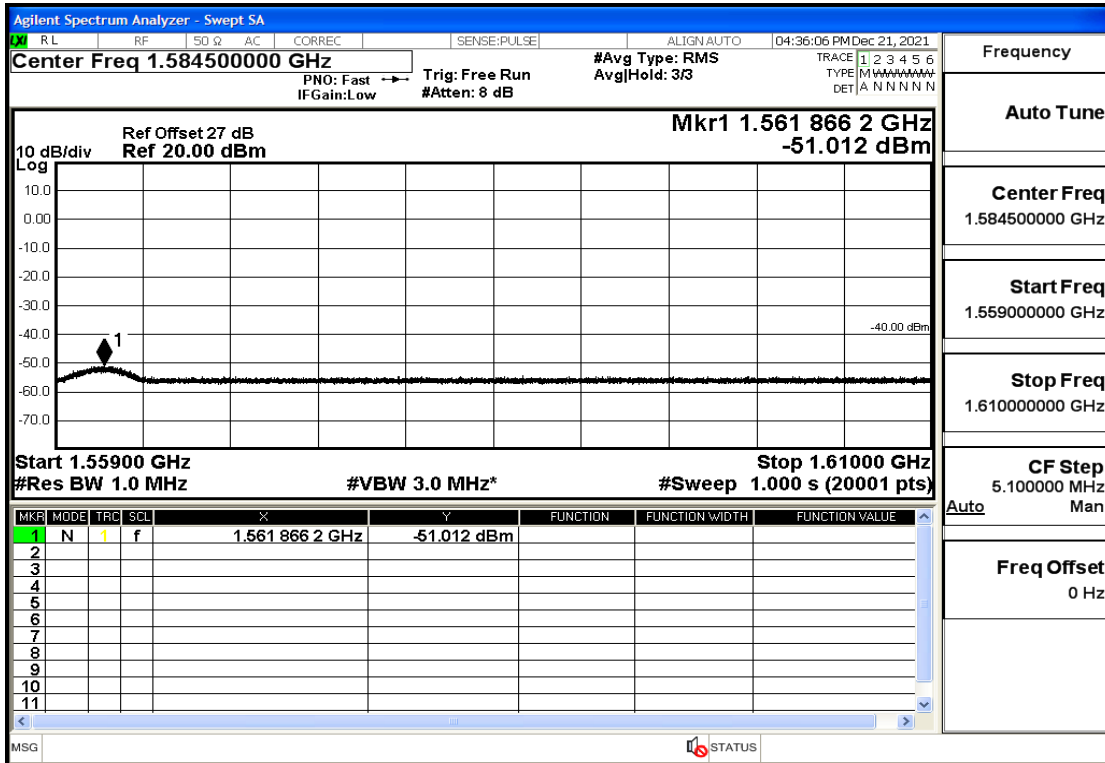 Agilent Spectrum Analyzer - Swept SA
LXI RL RF 50 Ω AC CORREC SENSE:PULSE ALIGN AUTO 04:36:06 PM Dec 21, 2021
Center Freq 1.584500000 GHz
PNO: Fast
IFGain:Low
Trig: Free Run
#Atten: 8 dB
#Avg Type: RMS
Avg|Hold: 3/3
TRACE 1 2 3 4 5 6
TYPE M WWWWW
DET A N N N N N
Ref Offset 27 dB
Ref 20.00 dBm
10 dB/div
Log
Mkr1 1.561 866 2 GHz
-51.012 dBm
10.0
0.00
-10.0
-20.0
-30.0
-40.0
-50.0
-60.0
-70.0
1
-40.00 dBm
Start 1.55900 GHz
Stop 1.61000 GHz
#Res BW 1.0 MHz #VBW 3.0 MHz* #Sweep 1.000 s (20001 pts)
MKR MODE TRC SCL X Y FUNCTION FUNCTION WIDTH FUNCTION VALUE
1 N 1 f 1.561 866 2 GHz -51.012 dBm
2
3
4
5
6
7
8
9
10
11
MSG STATUS
Frequency
Auto Tune
Center Freq
1.584500000 GHz
Start Freq
1.559000000 GHz
Stop Freq
1.610000000 GHz
CF Step
5.100000 MHz
Auto Man
Freq Offset
0 Hz